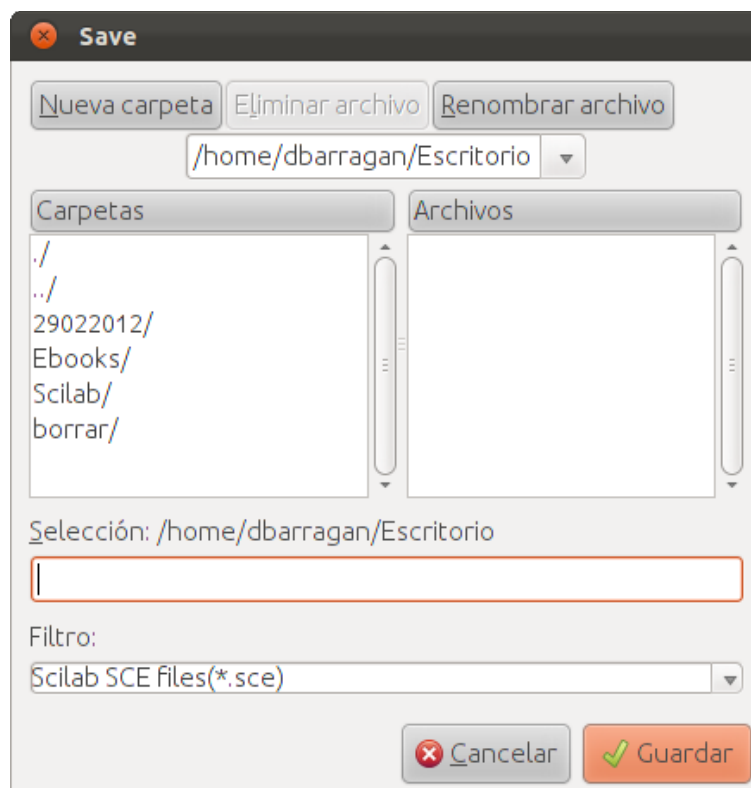 Save
Nueva carpeta Eliminar archivo Renombrar archivo
/home/dbarragan/Escritorio
Carpetas Archivos
./
../
29022012/
Ebooks/
Scilab/
borrar/
Selección: /home/dbarragan/Escritorio
Filtro:
Scilab SCE files(*.sce)
Cancelar Guardar